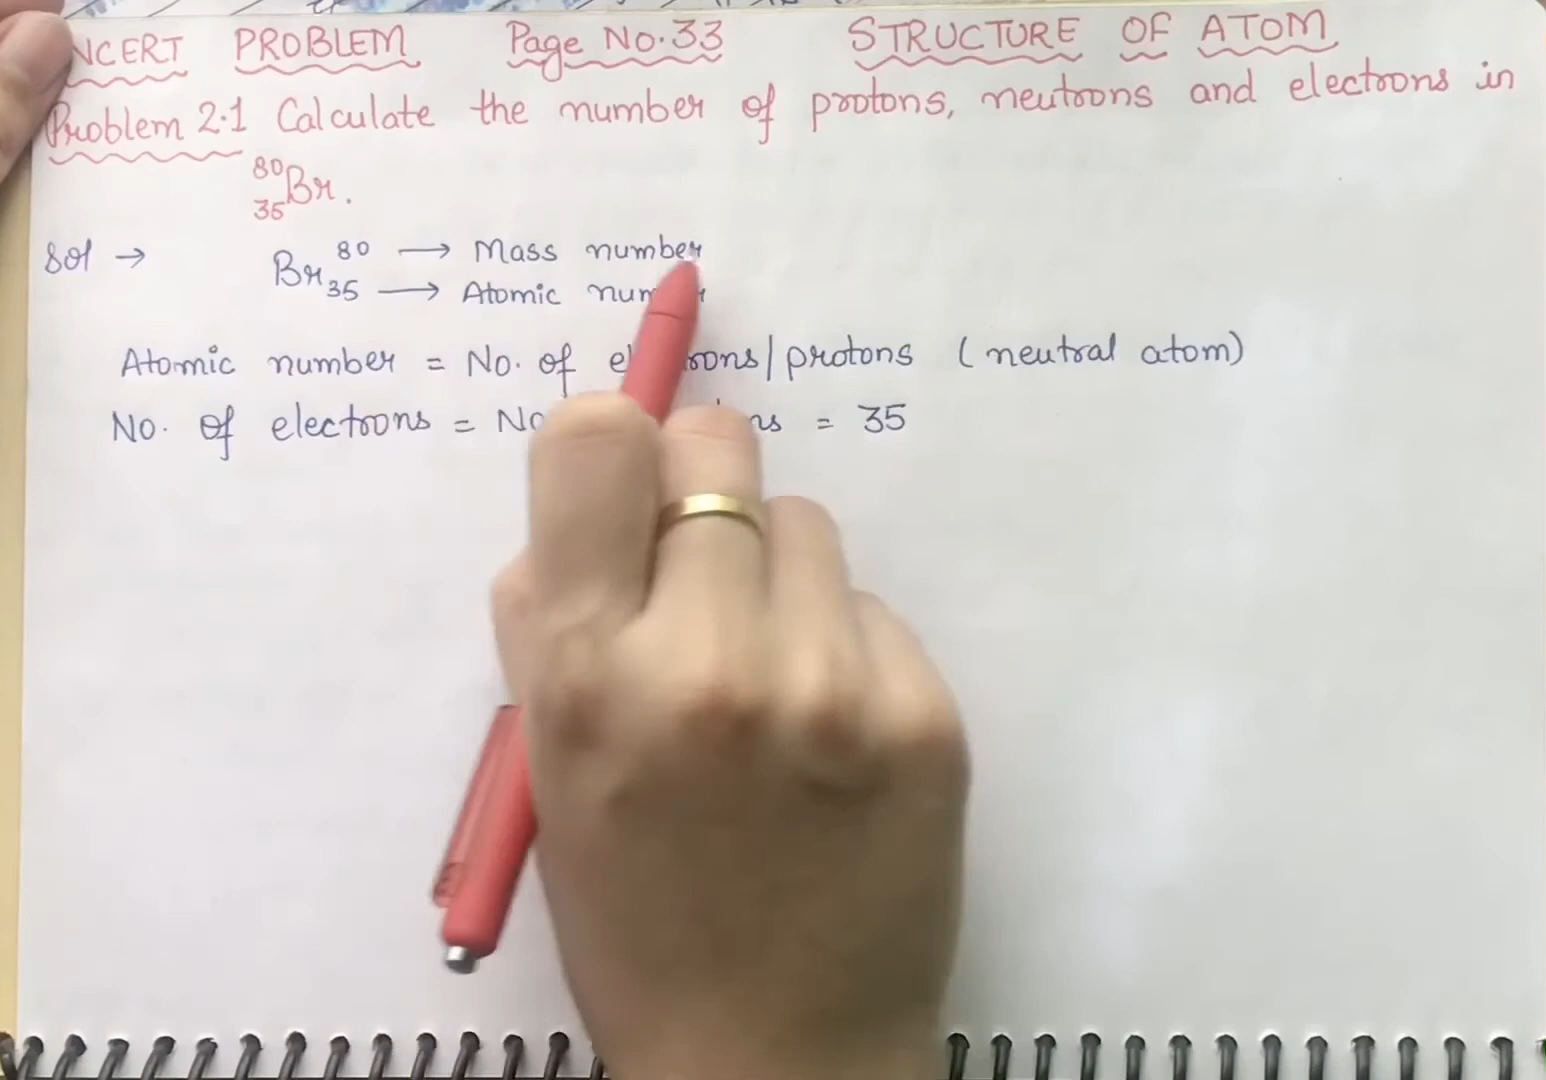 NCERT PROBLEM Page No.33 STRUCTURE OF ATOM
Problem 2.1 Calculate the number of protons, neutrons and electrons in
80
35 Br.
Sol → Br 80 → Mass number
35 → Atomic
Atomic number = No. of / protons ( neutral atom)
No. of electrons = = 35